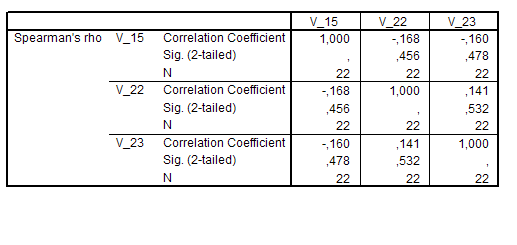 V_15 V_22 V_23
Spearman's rho V_15 Correlation Coefficient 1,000 -,168 -,160
Sig. (2-tailed) , ,456 ,478
N 22 22 22
V_22 Correlation Coefficient -,168 1,000 ,141
Sig. (2-tailed) ,456 , ,532
N 22 22 22
V_23 Correlation Coefficient -,160 ,141 1,000
Sig. (2-tailed) ,478 ,532 ,
N 22 22 22